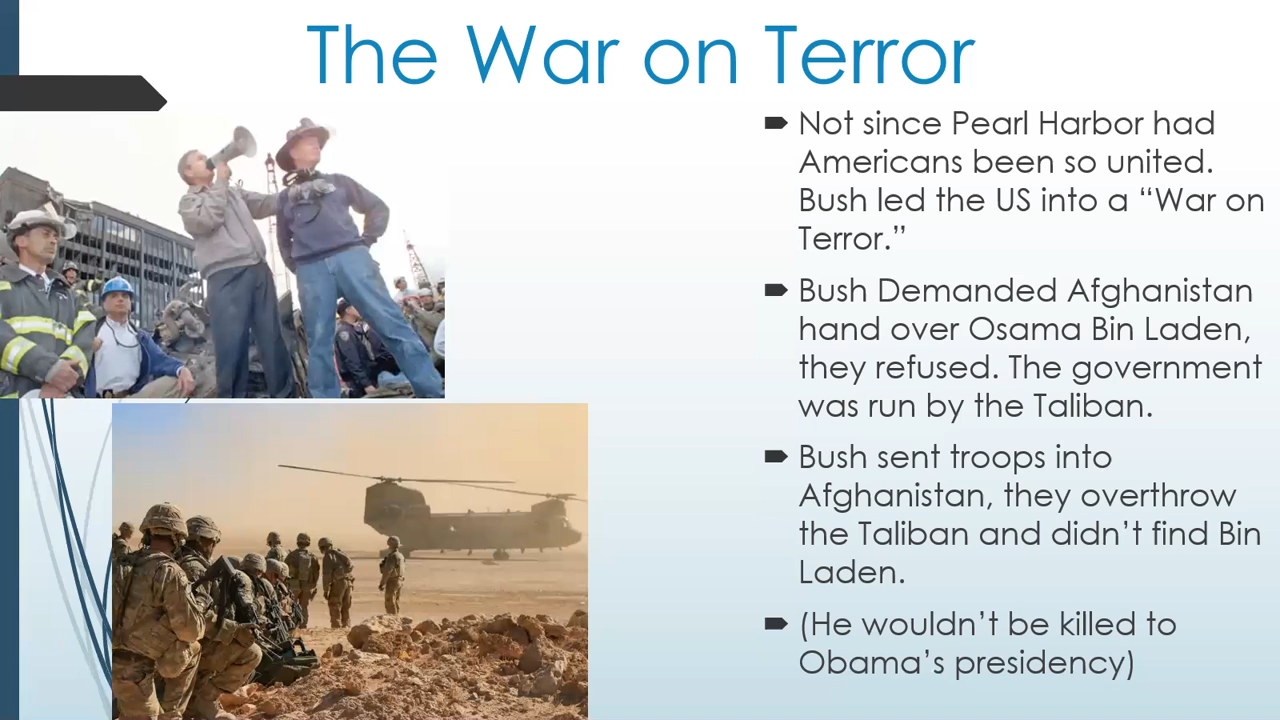 The War on Terror
Not since Pearl Harbor had
Americans been so united.
Bush led the US into a “War on
Terror.”
Bush Demanded Afghanistan
hand over Osama Bin Laden,
they refused. The government
was run by the Taliban.
Bush sent troops into
Afghanistan, they overthrow
the Taliban and didn’t find Bin
Laden.
(He wouldn’t be killed to
Obama’s presidency)